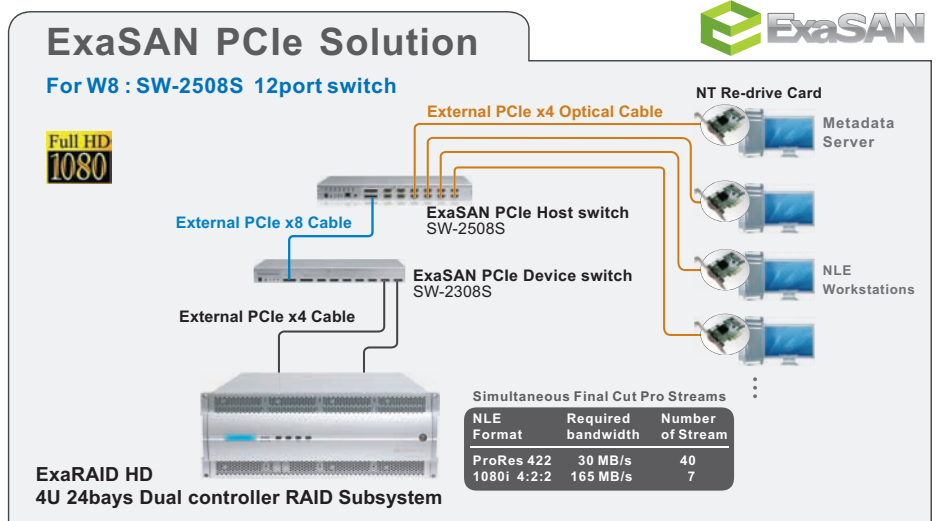 ExaSAN PCIe Solution
ExaSAN
For W8 : SW-2508S 12port switch
NT Re-drive Card
External PCIe x4 Optical Cable
Metadata
Server
Full HD
1080
ExaSAN PCIe Host switch
SW-2508S
External PCIe x8 Cable
ExaSAN PCIe Device switch
SW-2308S
NLE
Workstations
External PCIe x4 Cable
Simultaneous Final Cut Pro Streams
NLE Format Required bandwidth Number of Stream
ProRes 422 30 MB/s 40
1080i 4:2:2 165 MB/s 7
ExaRAID HD
4U 24bays Dual controller RAID Subsystem